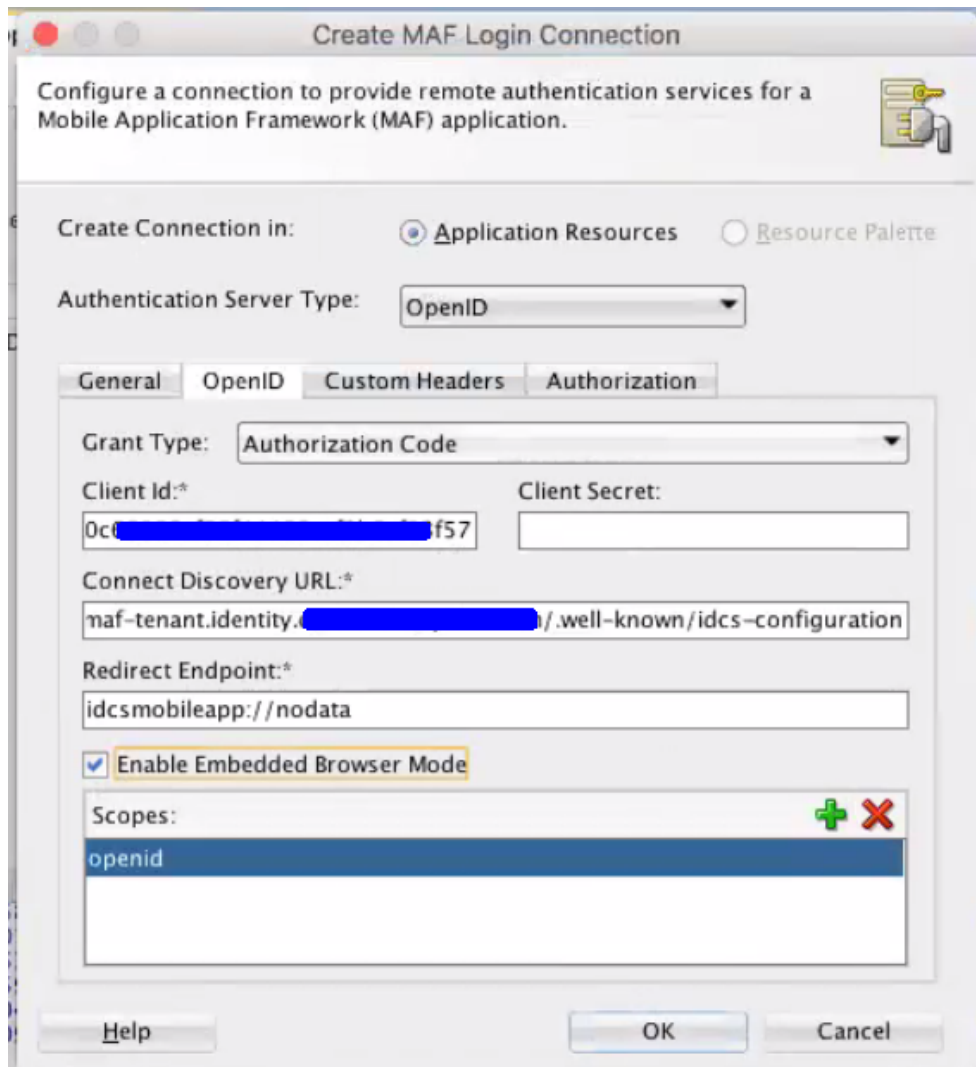 Create MAF Login Connection
Configure a connection to provide remote authentication services for a
Mobile Application Framework (MAF) application.
Create Connection in: Application Resources Resource Palette
Authentication Server Type: OpenID
General OpenID Custom Headers Authorization
Grant Type: Authorization Code
Client Id:* Client Secret:
f57
Connect Discovery URL:*
maf-tenant.identity. /.well-known/idcs-configuration
Redirect Endpoint:*
idcsmobileapp://nodata
Enable Embedded Browser Mode
Scopes:
openid
Help OK Cancel